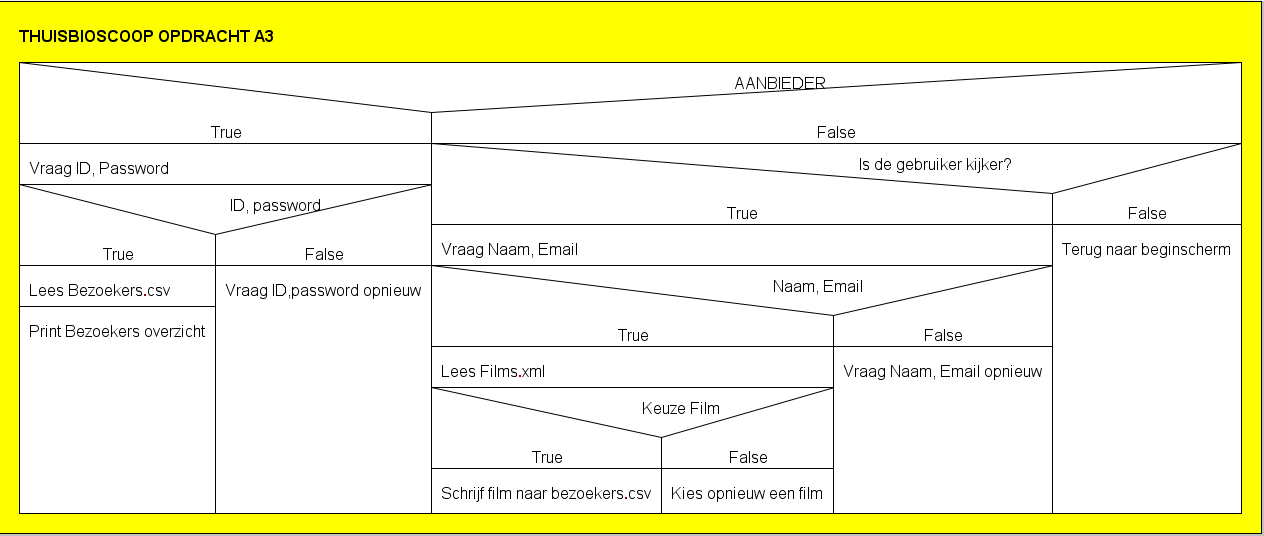 THUISBIOSCOOP OPDRACHT A3
AANBIEDER
True
False
Vraag ID, Password
Is de gebruiker kijker?
ID, password
True
False
True
False
Vraag Naam, Email
Terug naar beginscherm
True
False
Lees Bezoekers.csv
Vraag ID,password opnieuw
Naam, Email
Print Bezoekers overzicht
True
False
Lees Films.xml
Vraag Naam, Email opnieuw
Keuze Film
True
False
Schrijf film naar bezoekers.csv
Kies opnieuw een film